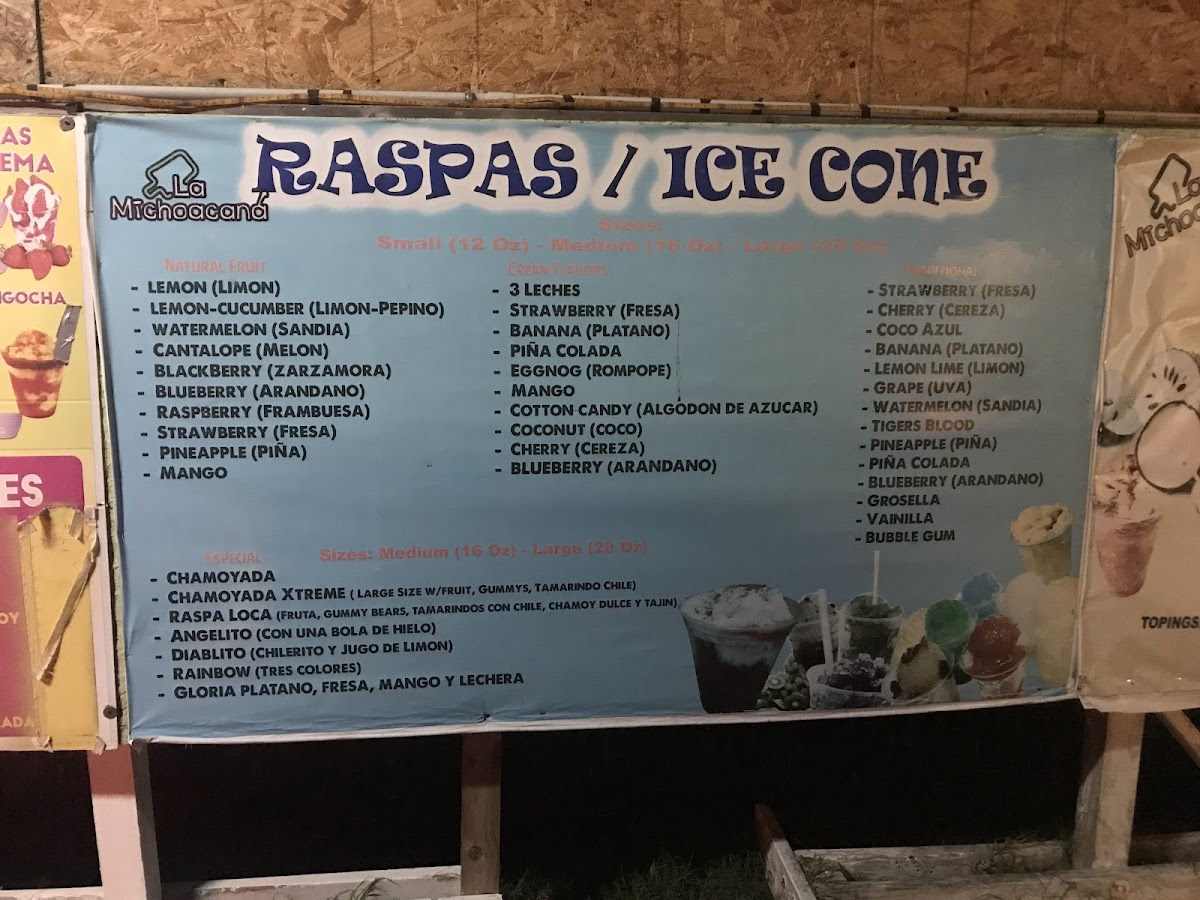 AS
EMA
NGOCHA
ES
OY
LADA
La
Michoacaná
RASPAS / ICE CONE
Sizes:
Small (12 Oz) - Medium (16 Oz) - Large (20 Oz)
Natural Fruit
- Lemon (Limon)
- Lemon-cucumber (Limon-Pepino)
- Watermelon (Sandia)
- Cantalope (Melon)
- BlackBerry (zarzamora)
- Blueberry (Arandano)
- Raspberry (Frambuesa)
- Strawberry (Fresa)
- Pineapple (Piña)
- Mango
Cream Flavors
- 3 Leches
- Strawberry (Fresa)
- Banana (Platano)
- Piña Colada
- Eggnog (Rompope)
- Mango
- Cotton candy (Algodon de azucar)
- Coconut (coco)
- Cherry (Cereza)
- Blueberry (arandano)
- Strawberry (Fresa)
- Cherry (Cereza)
- Coco Azul
- Banana (Platano)
- Lemon Lime (Limon)
- Grape (uva)
- Watermelon (Sandia)
- Tigers Blood
- Pineapple (Piña)
- Piña Colada
- Blueberry (arandano)
- Grosella
- Vainilla
- Bubble gum
Especial
Sizes: Medium (16 Oz) - Large (20 Oz)
- Chamoyada
- Chamoyada Xtreme ( Large Size w/fruit, Gummys, Tamarindo Chile)
- Raspa Loca (Fruta, gummy bears, tamarindos con chile, chamoy dulce y tajin)
- Angelito (con una bola de hielo)
- Diablito (Chilerito y Jugo de Limon)
- Rainbow (Tres colores)
- Gloria platano, fresa, mango y lechera
La
Michoacaná
TOPINGS